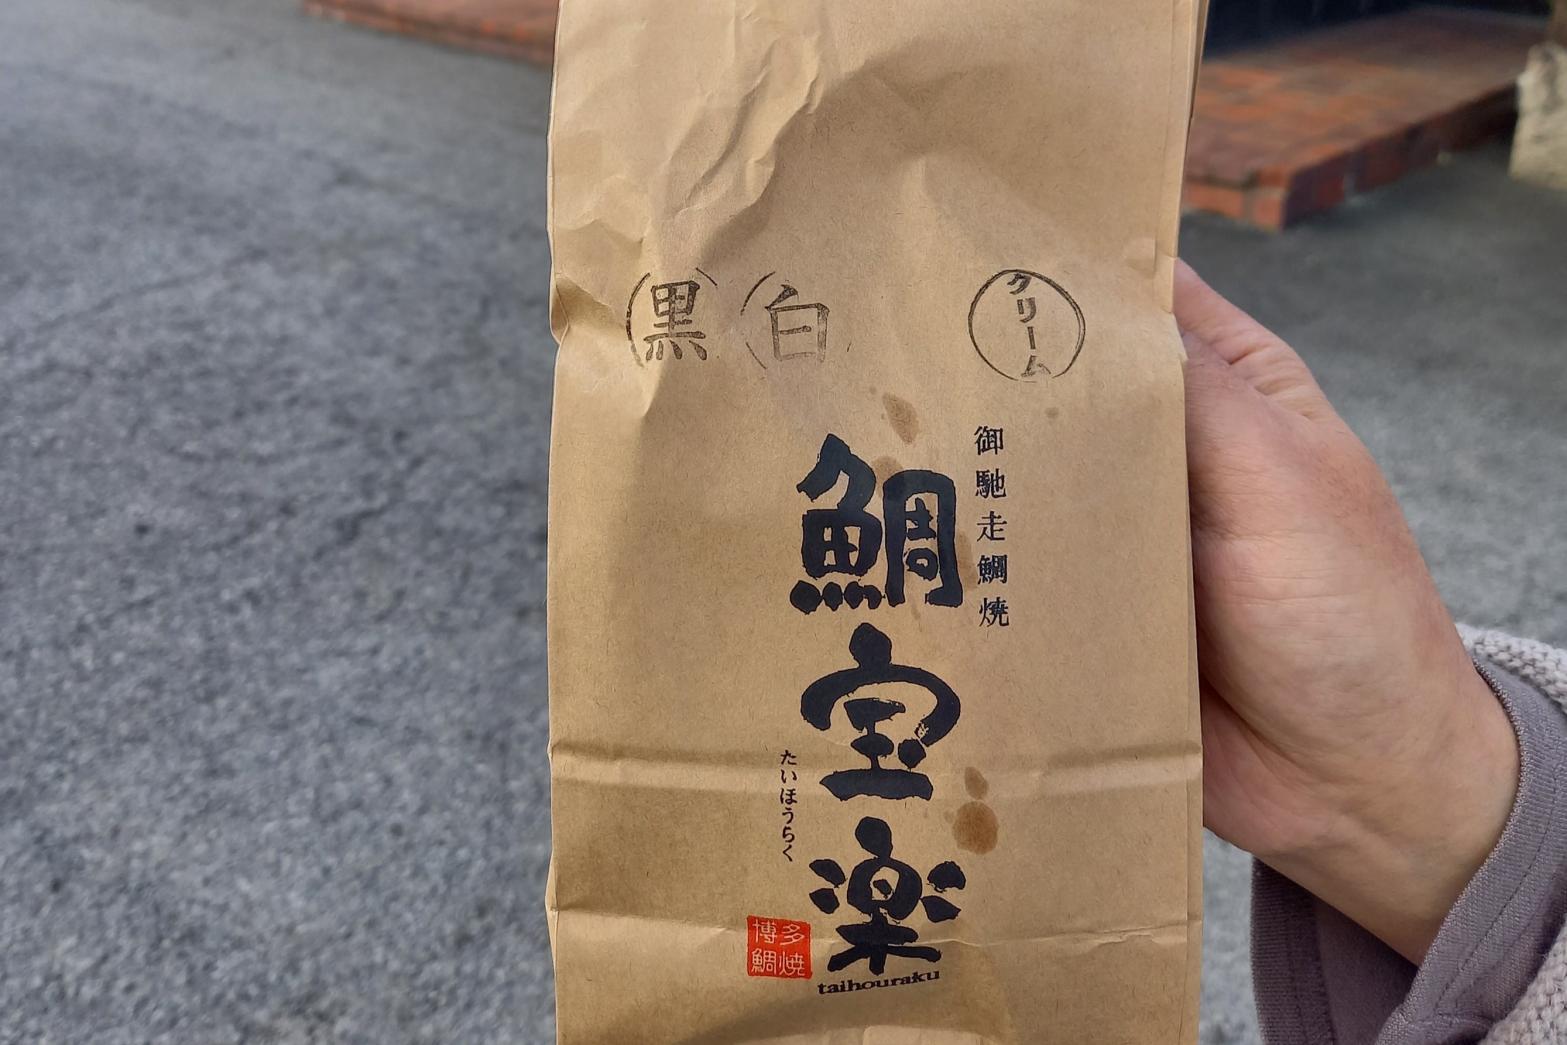 黒
白
クリーム
御馳走鯛焼
鯛宝楽
たいほうらく
博多
鯛焼
taihouraku